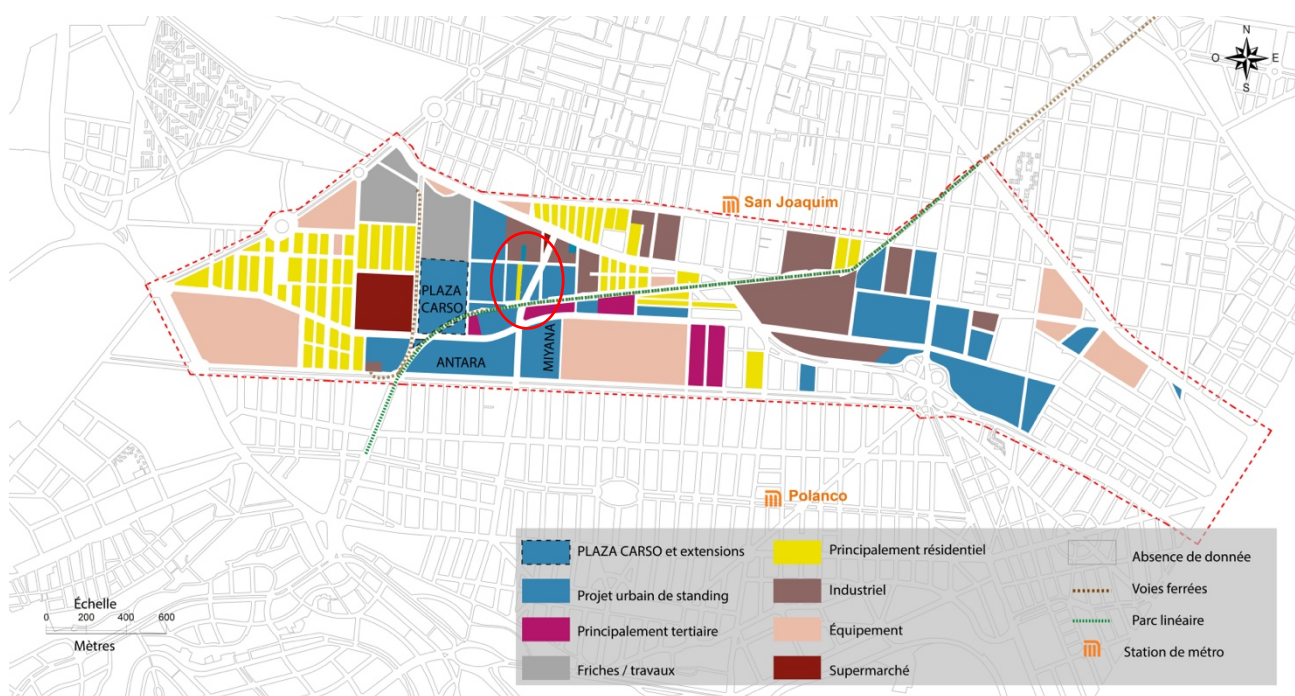 N
O
E
S
San Joaquim
PLAZA
CARSO
ANTARA
MIYANA
Polanco
PLAZA CARSO et extensions
Projet urbain de standing
Principalement tertiaire
Friches / travaux
Principalement résidentiel
Industriel
Équipement
Supermarché
Absence de donnée
Voies ferrées
Parc linéaire
Station de métro
Échelle
0 200 400 600
Mètres